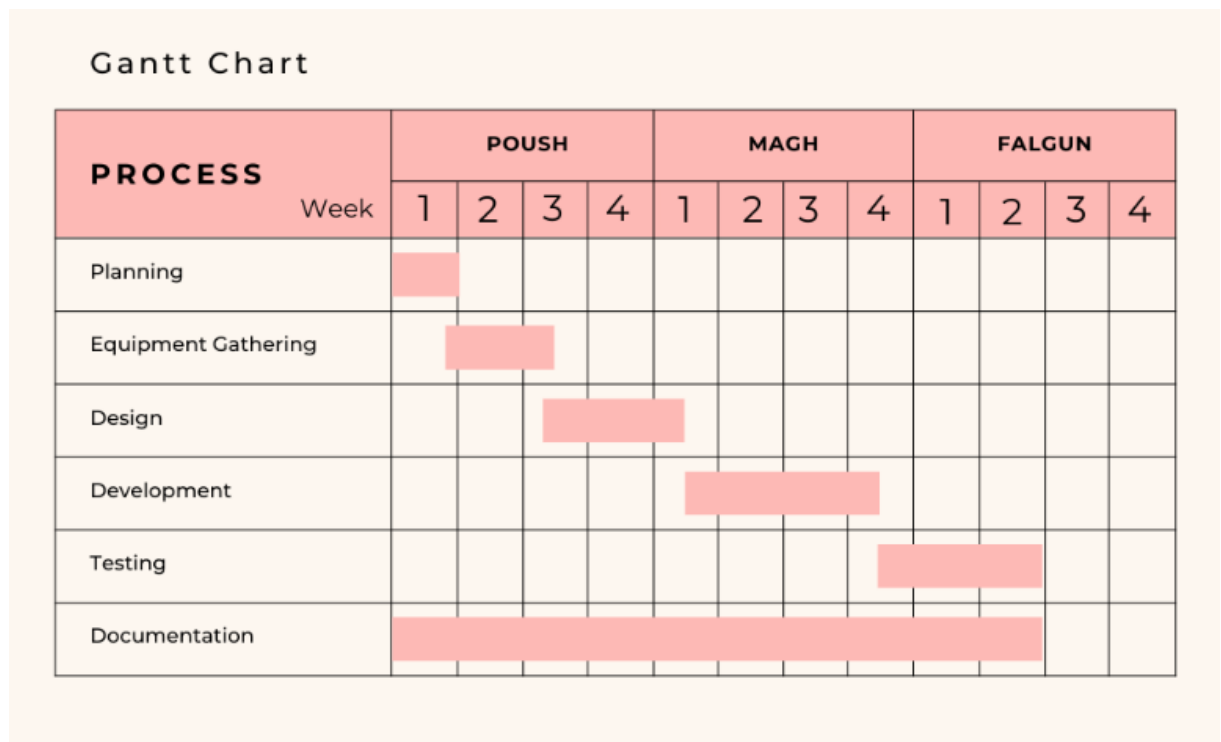 Gantt Chart
PROCESS
Week
POUSH MAGH FALGUN
1 2 3 4 1 2 3 4 1 2 3 4
Planning
Equipment Gathering
Design
Development
Testing
Documentation